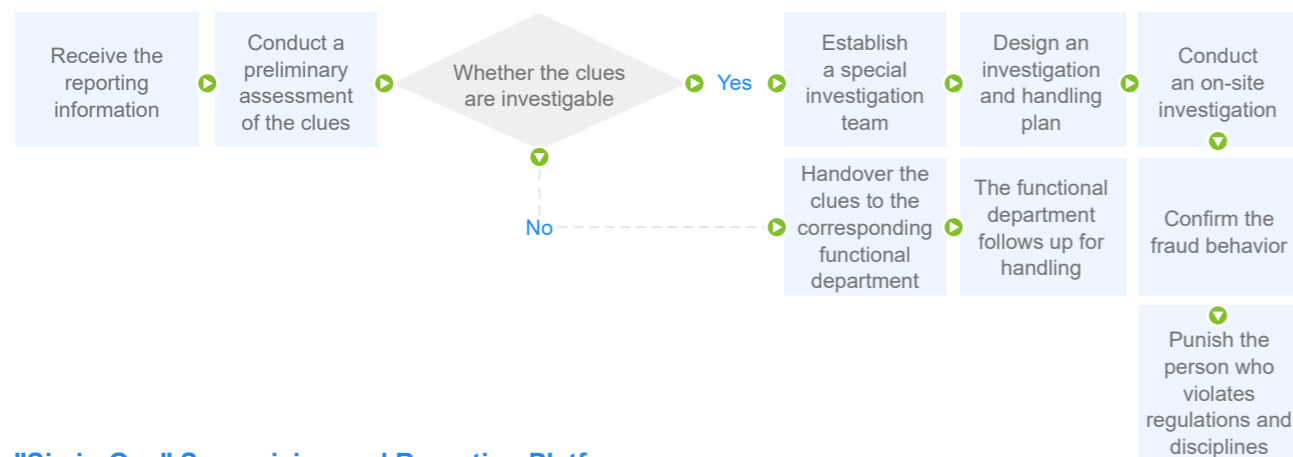 Receive the
reporting
information
Conduct a
preliminary
assessment
of the clues
Whether the clues
are investigable
Yes
Establish
a special
investigation
team
Design an
investigation
and handling
plan
Conduct
an on-site
investigation
No
Handover the
clues to the
corresponding
functional
department
The functional
department
follows up for
handling
Confirm the
fraud behavior
Punish the
person who
violates
regulations and
disciplines